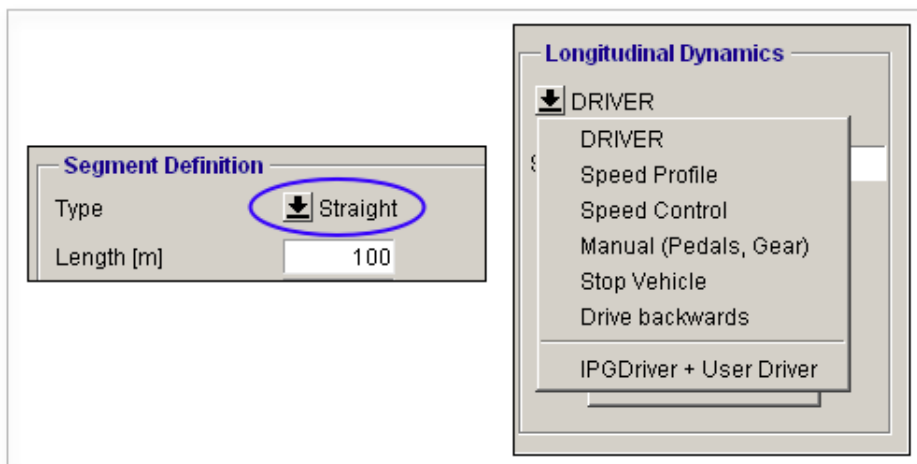 Segment Definition
Type Straight
Length [m] 100
Longitudinal Dynamics
DRIVER
DRIVER
Speed Profile
Speed Control
Manual (Pedals, Gear)
Stop Vehicle
Drive backwards
IPGDriver + User Driver